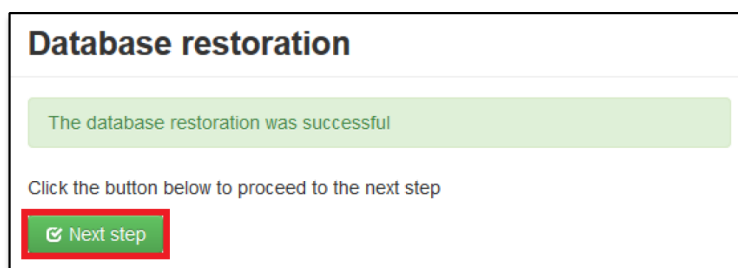 Database restoration
The database restoration was successful
Click the button below to proceed to the next step
Next step